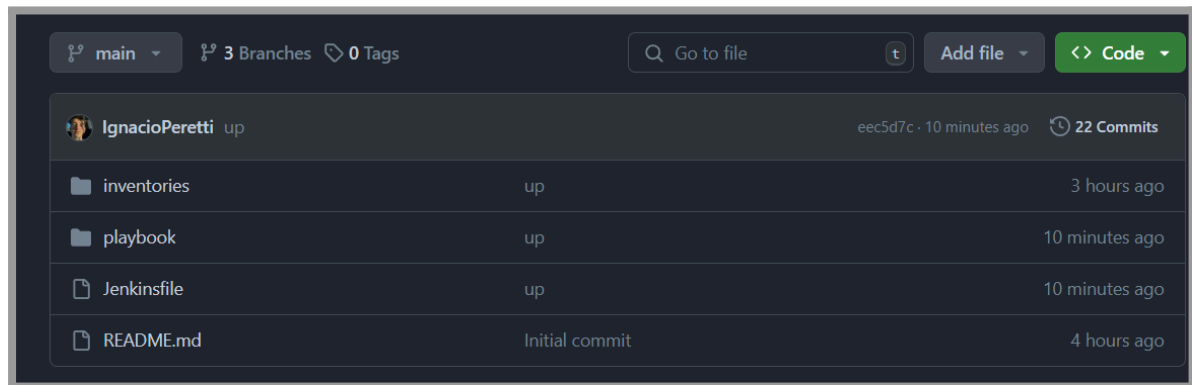 main 3 Branches 0 Tags Go to file t Add file <> Code
IgnacioPeretti up eec5d7c · 10 minutes ago 22 Commits
inventories up 3 hours ago
playbook up 10 minutes ago
Jenkinsfile up 10 minutes ago
README.md Initial commit 4 hours ago